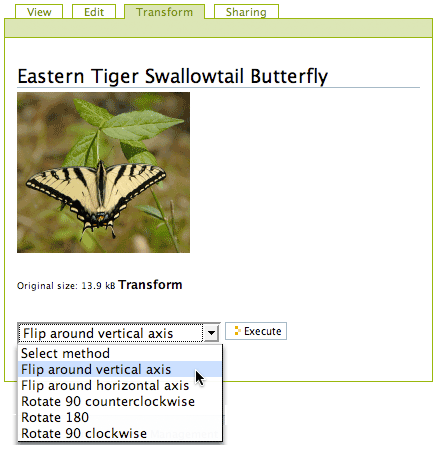 View Edit Transform Sharing
Eastern Tiger Swallowtail Butterfly
Original size: 13.9 kB Transform
Flip around vertical axis Execute
Select method
Flip around vertical axis
Flip around horizontal axis
Rotate 90 counterclockwise
Rotate 180
Rotate 90 clockwise